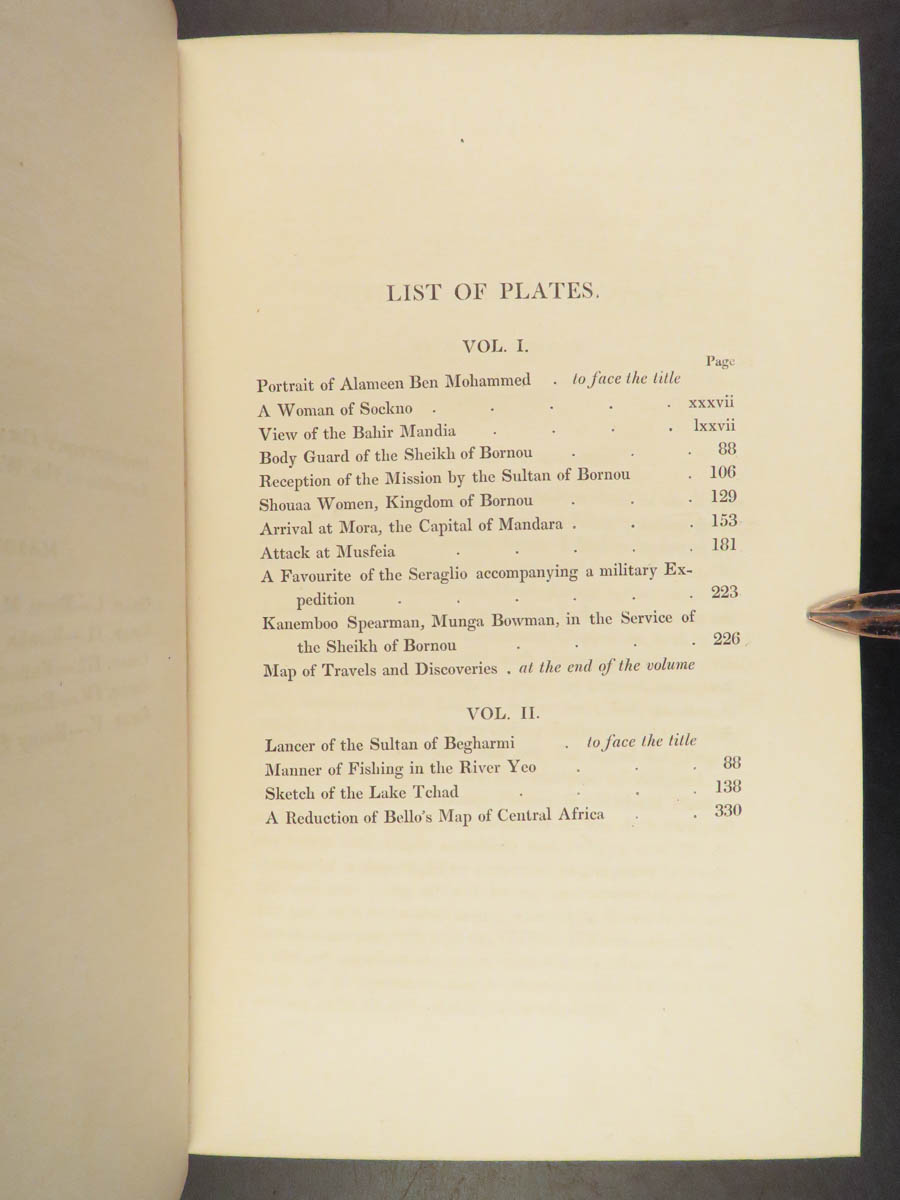 LIST OF PLATES.
VOL. I.
Page
Portrait of Alameen Ben Mohammed . to face the title
A Woman of Sockno . . . . . xxxvii
View of the Bahir Mandia . . . . lxxvii
Body Guard of the Sheikh of Bornou . . . 88
Reception of the Mission by the Sultan of Bornou . 106
Shouaa Women, Kingdom of Bornou . . . 129
Arrival at Mora, the Capital of Mandara . . . 153
Attack at Musfeia . . . . . 181
A Favourite of the Seraglio accompanying a military Ex-
pedition . . . . . . 223
Kanemboo Spearman, Munga Bowman, in the Service of
the Sheikh of Bornou . . . . 226
Map of Travels and Discoveries . at the end of the volume
VOL. II.
Lancer of the Sultan of Begharmi . to face the title
Manner of Fishing in the River Yeo . . . 88
Sketch of the Lake Tchad . . . . 138
A Reduction of Bello's Map of Central Africa . . 330